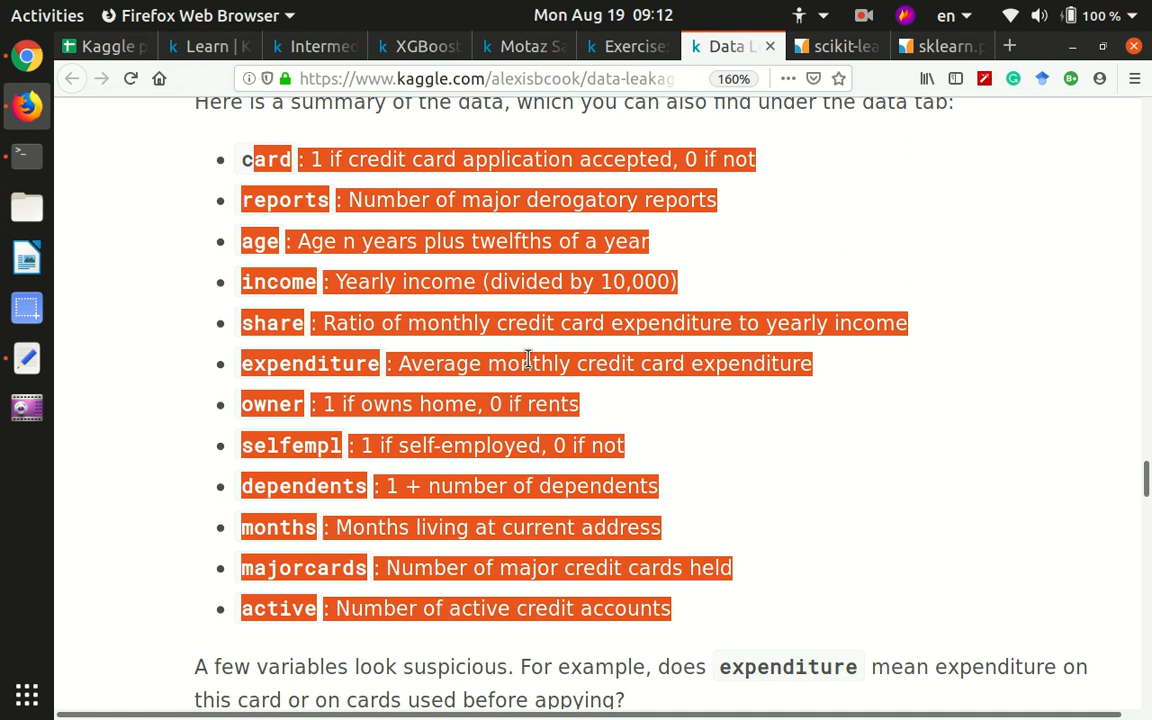 Activities Firefox Web Browser Mon Aug 19 09:12 en 100 %
Kaggle p Learn | K Intermed XGBoost Motaz Sa Exercise: Data L scikit-lea sklearn.p
https://www.kaggle.com/alexisbcook/data-leakag 160%
Here is a summary of the data, which you can also find under the data tab:
card : 1 if credit card application accepted, 0 if not
reports : Number of major derogatory reports
age : Age n years plus twelfths of a year
income : Yearly income (divided by 10,000)
share : Ratio of monthly credit card expenditure to yearly income
expenditure : Average monthly credit card expenditure
owner : 1 if owns home, 0 if rents
selfempl : 1 if self-employed, 0 if not
dependents : 1 + number of dependents
months : Months living at current address
majorcards : Number of major credit cards held
active : Number of active credit accounts
A few variables look suspicious. For example, does expenditure mean expenditure on
this card or on cards used before appying?